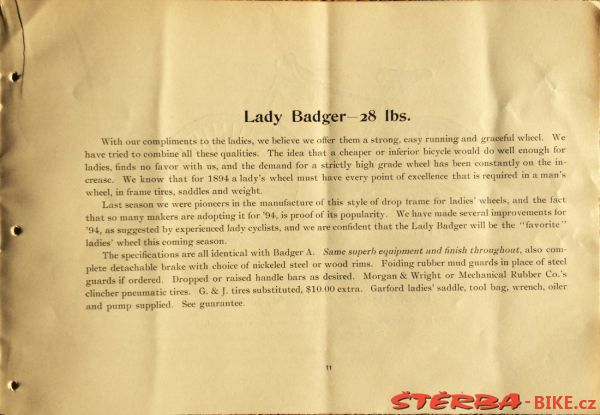 Lady Badger—28 lbs.
With our compliments to the ladies, we believe we offer them a strong, easy running and graceful wheel. We
have tried to combine all these qualities. The idea that a cheaper or inferior bicycle would do well enough for
ladies, finds no favor with us, and the demand for a strictly high grade wheel has been constantly on the in-
crease. We know that for 1894 a lady's wheel must have every point of excellence that is required in a man's
wheel, in frame tires, saddles and weight.
Last season we were pioneers in the manufacture of this style of drop frame for ladies' wheels, and the fact
that so many makers are adopting it for '94, is proof of its popularity. We have made several improvements for
'94, as suggested by experienced lady cyclists, and we are confident that the Lady Badger will be the "favorite"
ladies' wheel this coming season.
The specifications are all identical with Badger A. Same superb equipment and finish throughout, also com-
plete detachable brake with choice of nickeled steel or wood rims. Foiding rubber mud guards in place of steel
guards if ordered. Dropped or raised handle bars as desired. Morgan & Wright or Mechanical Rubber Co.'s
clincher pneumatic tires. G. & J. tires substituted, $10.00 extra. Garford ladies' saddle, tool bag, wrench, oiler
and pump supplied. See guarantee.
11
ŠTĚRBA-BIKE.cz